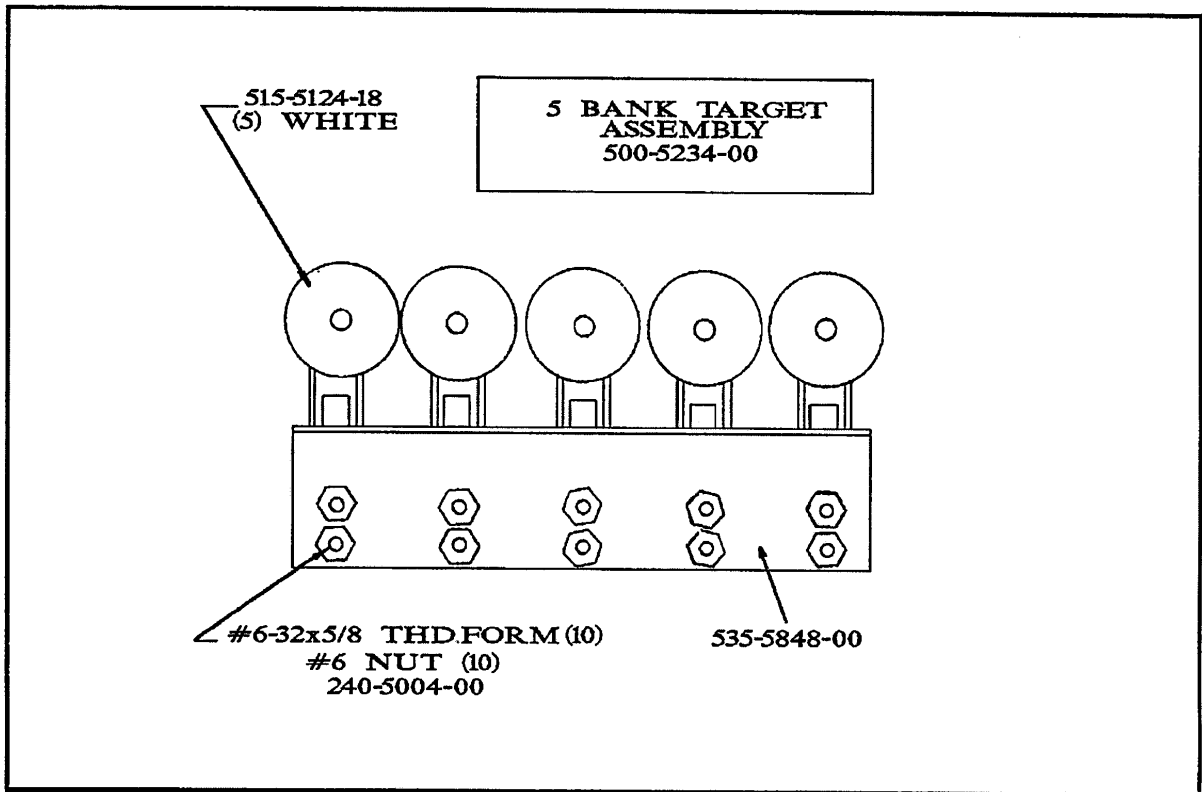 515-5124-18
(5) WHITE
5 BANK TARGET
ASSEMBLY
500-5234-00
#6-32x5/8 THD.FORM (10)
#6 NUT (10)
240-5004-00
535-5848-00